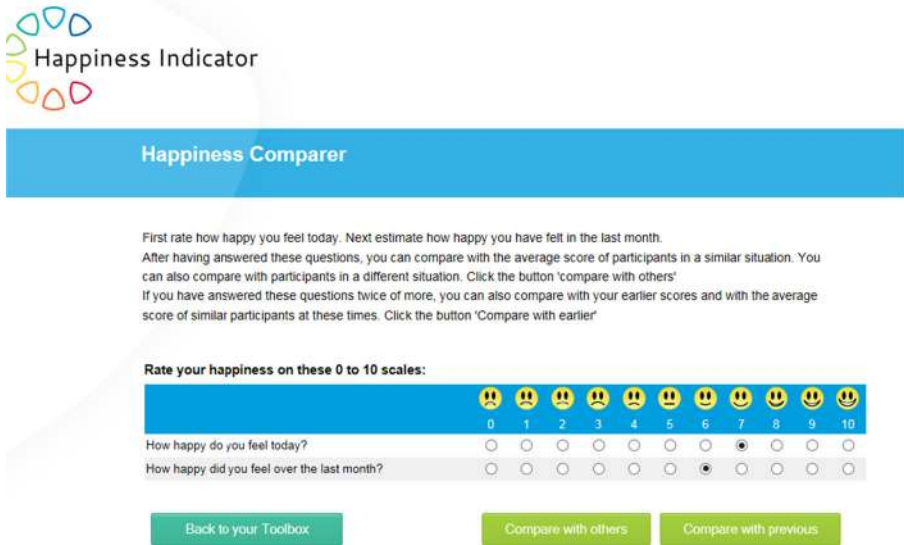 Happiness Indicator
Happiness Comparer
First rate how happy you feel today. Next estimate how happy you have felt in the last month.
After having answered these questions, you can compare with the average score of participants in a similar situation. You
can also compare with participants in a different situation. Click the button 'compare with others'
If you have answered these questions twice of more, you can also compare with your earlier scores and with the average
score of similar participants at these times. Click the button 'Compare with earlier'
Rate your happiness on these 0 to 10 scales:
0 1 2 3 4 5 6 7 8 9 10
How happy do you feel today?
How happy did you feel over the last month?
Back to your Toolbox Compare with others Compare with previous